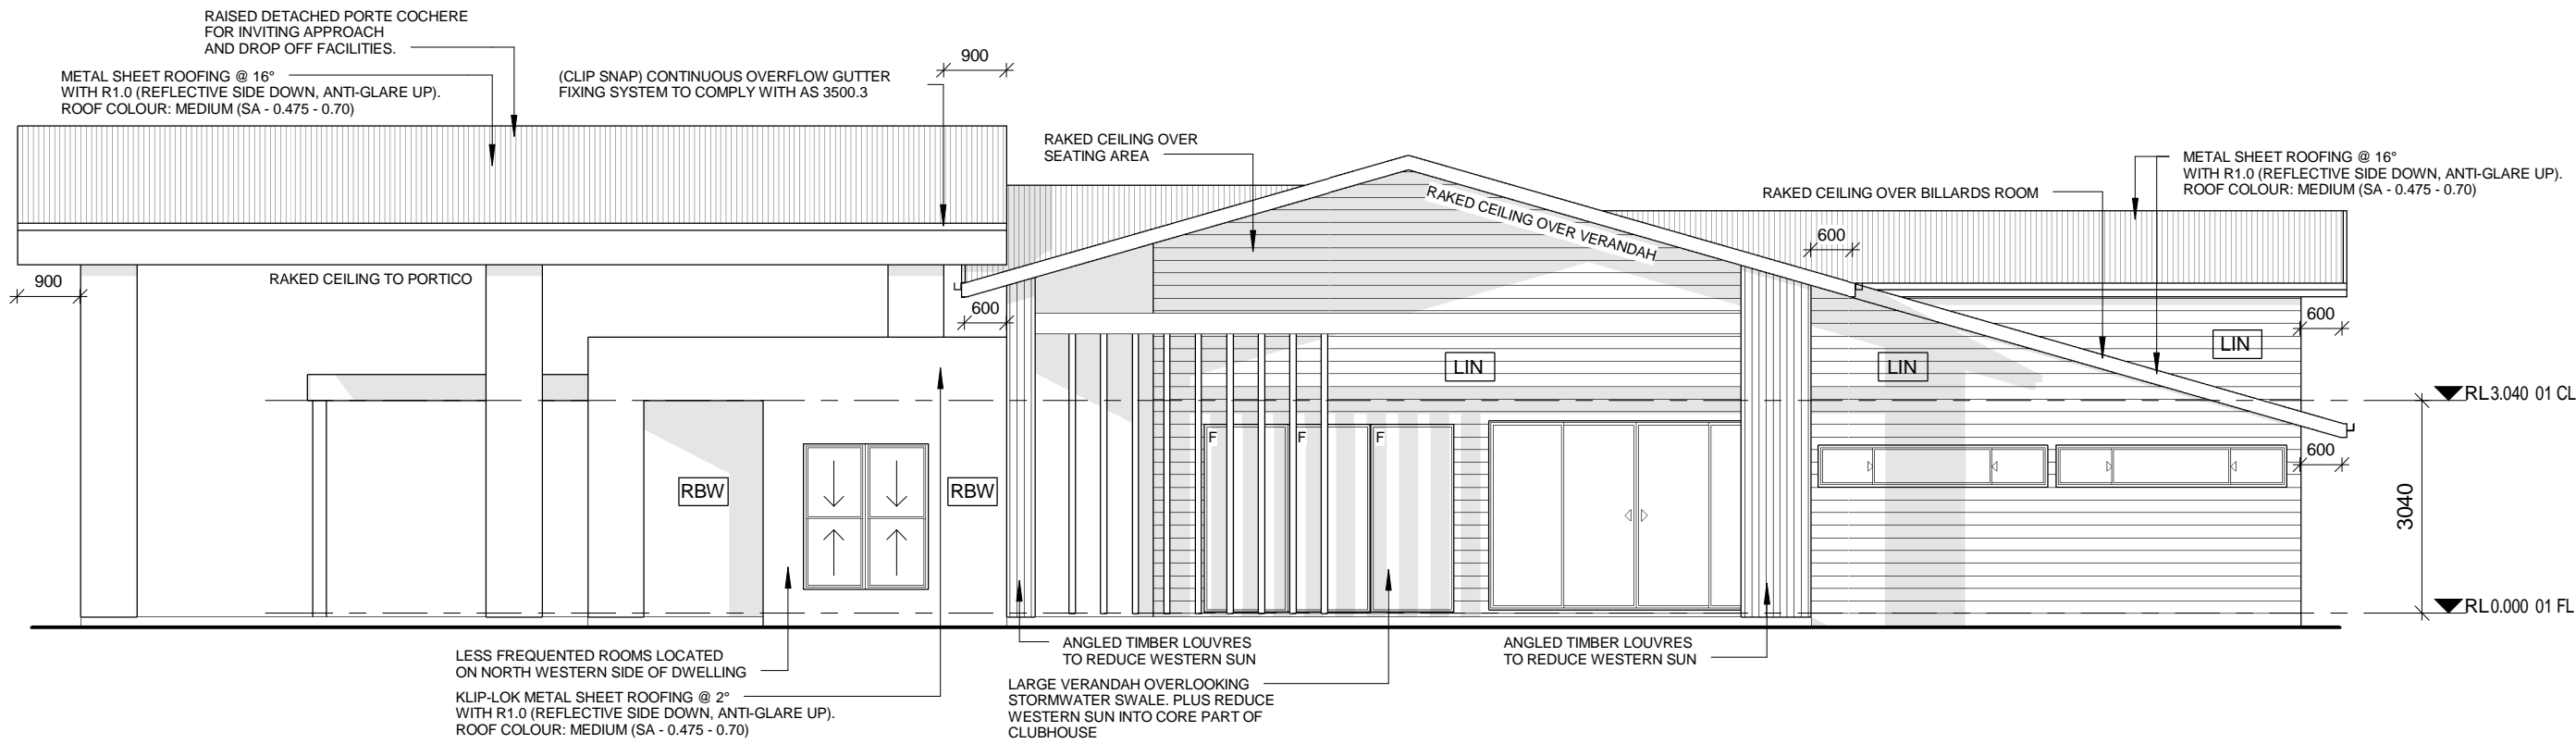 RAISED DETACHED PORTE COCHERE
FOR INVITING APPROACH
AND DROP OFF FACILITIES.
METAL SHEET ROOFING @ 16°
WITH R1.0 (REFLECTIVE SIDE DOWN, ANTI-GLARE UP).
ROOF COLOUR: MEDIUM (SA - 0.475 - 0.70)
(CLIP SNAP) CONTINUOUS OVERFLOW GUTTER
FIXING SYSTEM TO COMPLY WITH AS 3500.3
900
RAKED CEILING OVER
SEATING AREA
RAKED CEILING OVER VERANDAH
RAKED CEILING OVER BILLARDS ROOM
METAL SHEET ROOFING @ 16°
WITH R1.0 (REFLECTIVE SIDE DOWN, ANTI-GLARE UP).
ROOF COLOUR: MEDIUM (SA - 0.475 - 0.70)
600
900
RAKED CEILING TO PORTICO
600
600
LIN
LIN
LIN
RL3.040 01 CL
F
F
F
600
RBW
RBW
3040
RL0.000 01 FL
LESS FREQUENTED ROOMS LOCATED
ON NORTH WESTERN SIDE OF DWELLING
KLIP-LOK METAL SHEET ROOFING @ 2°
WITH R1.0 (REFLECTIVE SIDE DOWN, ANTI-GLARE UP).
ROOF COLOUR: MEDIUM (SA - 0.475 - 0.70)
ANGLED TIMBER LOUVRES
TO REDUCE WESTERN SUN
LARGE VERANDAH OVERLOOKING
STORMWATER SWALE. PLUS REDUCE
WESTERN SUN INTO CORE PART OF
CLUBHOUSE
ANGLED TIMBER LOUVRES
TO REDUCE WESTERN SUN